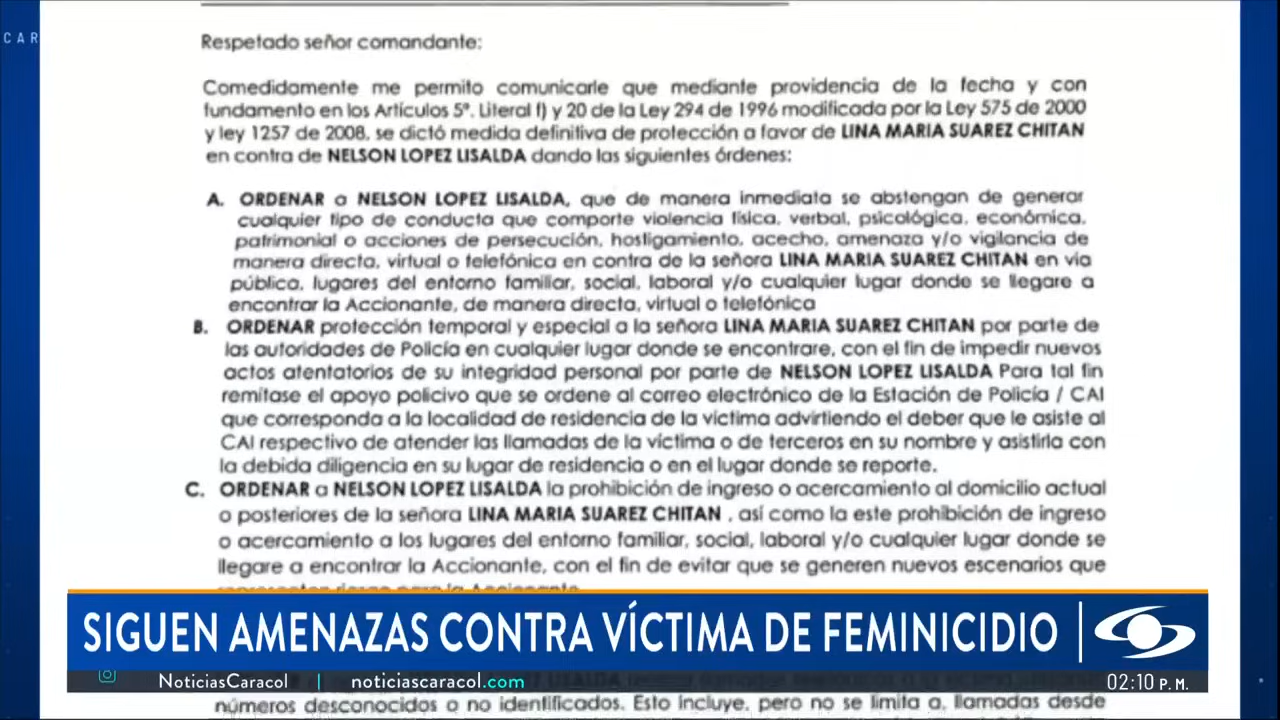 CAR
Respetado señor comandante:
Comedidamente me permito comunicarle que mediante providencia de la fecha y con
fundamento en los Artículos 5º. Literal f) y 20 de la Ley 294 de 1996 modificada por la Ley 575 de 2000
y ley 1257 de 2008, se dictó medida definitiva de protección a favor de LINA MARIA SUAREZ CHITAN
en contra de NELSON LOPEZ LISALDA dando las siguientes órdenes:
A. ORDENAR a NELSON LOPEZ LISALDA, que de manera inmediata se abstengan de generar
cualquier tipo de conducta que comporte violencia física, verbal, psicológica, económica,
patrimonial o acciones de persecución, hostigamiento, acecho, amenaza y/o vigilancia de
manera directa, virtual o telefónica en contra de la señora LINA MARIA SUAREZ CHITAN en vía
pública, lugares del entorno familiar, social, laboral y/o cualquier lugar donde se llegare a
encontrar la Accionante, de manera directa, virtual o telefónica
B. ORDENAR protección temporal y especial a la señora LINA MARIA SUAREZ CHITAN por parte de
las autoridades de Policía en cualquier lugar donde se encontrare, con el fin de impedir nuevos
actos atentatorios de su integridad personal por parte de NELSON LOPEZ LISALDA Para tal fin
remítase el apoyo policivo que se ordene al correo electrónico de la Estación de Policía / CAI
que corresponda a la localidad de residencia de la víctima advirtiendo el deber que le asiste al
CAI respectivo de atender las llamadas de la víctima o de terceros en su nombre y asistirla con
la debida diligencia en su lugar de residencia o en el lugar donde se reporte.
C. ORDENAR a NELSON LOPEZ LISALDA la prohibición de ingreso o acercamiento al domicilio actual
o posteriores de la señora LINA MARIA SUAREZ CHITAN , así como la este prohibición de ingreso
o acercamiento a los lugares del entorno familiar, social, laboral y/o cualquier lugar donde se
llegare a encontrar la Accionante, con el fin de evitar que se generen nuevos escenarios que
SIGUEN AMENAZAS CONTRA VÍCTIMA DE FEMINICIDIO
NoticiasCaracol | noticiascaracol.com 02:10 P.M.
números desconocidos o no identificados. Esto incluye, pero no se limita a, llamadas desde